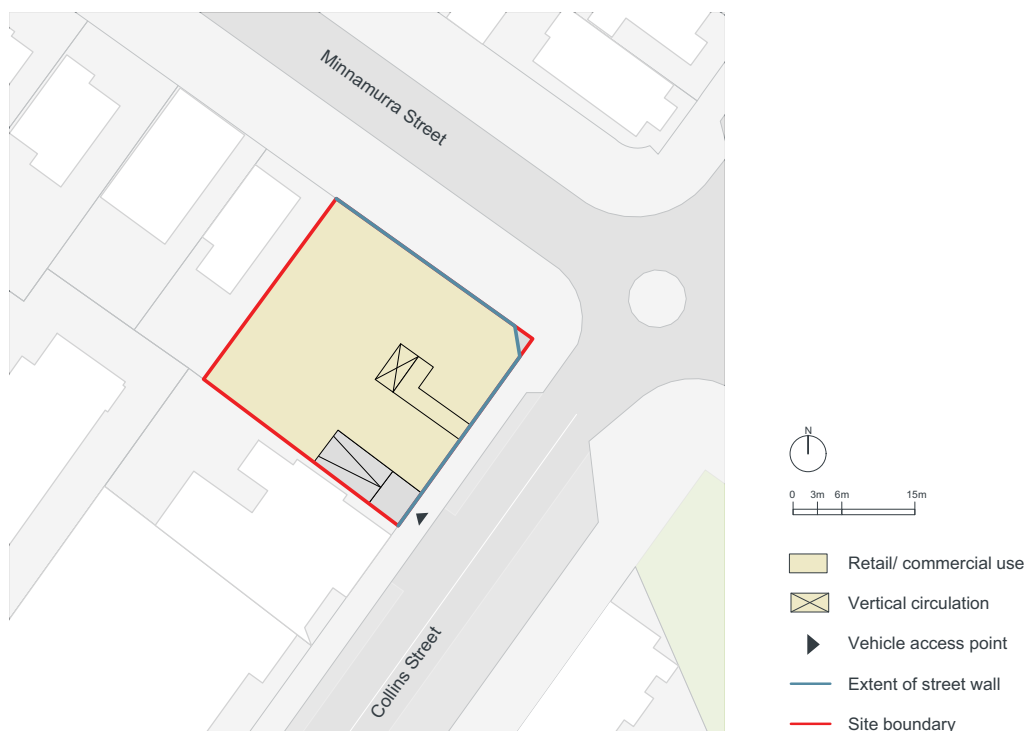 Minnamurra Street
Collins Street
N
0 3m 6m 15m
Retail/ commercial use
Vertical circulation
Vehicle access point
Extent of street wall
Site boundary